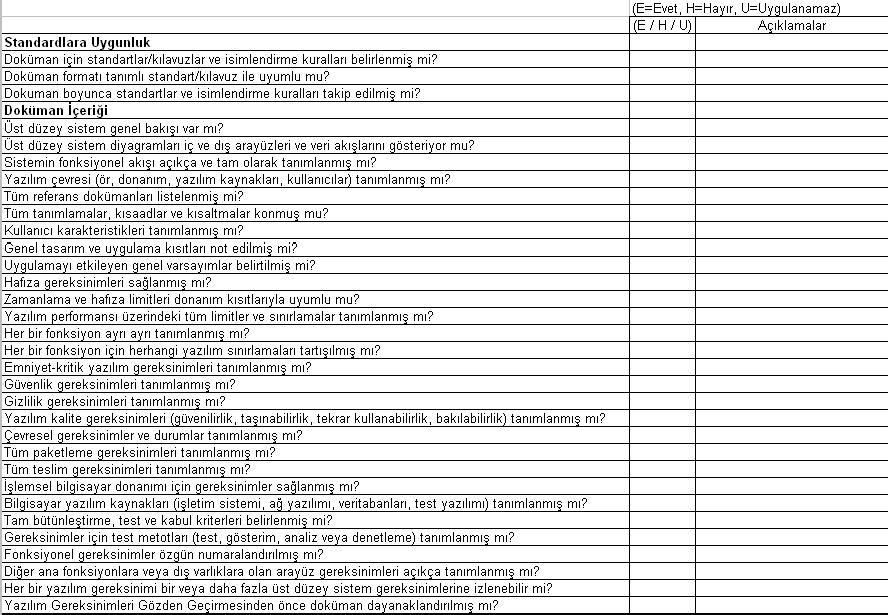 (E=Evet, H=Hayır, U=Uygulanamaz)
(E / H / U) Açıklamalar
Standardlara Uygunluk
Doküman için standartlar/kılavuzlar ve isimlendirme kuralları belirlenmiş mi?
Doküman formatı tanımlı standart/kılavuz ile uyumlu mu?
Dokuman boyunca standartlar ve isimlendirme kuralları takip edilmiş mi?
Doküman İçeriği
Üst düzey sistem genel bakışı var mı?
Üst düzey sistem diyagramları iç ve dış arayüzleri ve veri akışlarını gösteriyor mu?
Sistemin fonksiyonel akışı açıkça ve tam olarak tanımlanmış mı?
Yazılım çevresi (ör, donanım, yazılım kaynakları, kullanıcılar) tanımlanmış mı?
Tüm referans dokümanları listelenmiş mi?
Tüm tanımlamalar, kısaadlar ve kısaltmalar konmuş mu?
Kullanıcı karakteristikleri tanımlanmış mı?
Genel tasarım ve uygulama kısıtları not edilmiş mi?
Uygulamayı etkileyen genel varsayımlar belirtilmiş mi?
Hafıza gereksinimleri sağlanmış mı?
Zamanlama ve hafıza limitleri donanım kısıtlarıyla uyumlu mu?
Yazılım performansı üzerindeki tüm limitler ve sınırlamalar tanımlanmış mı?
Her bir fonksiyon ayrı ayrı tanımlanmış mı?
Her bir fonksiyon için herhangi yazılım sınırlamaları tartışılmış mı?
Emniyet-kritik yazılım gereksinimleri tanımlanmış mı?
Güvenlik gereksinimleri tanımlanmış mı?
Gizlilik gereksinimleri tanımlanmış mı?
Yazılım kalite gereksinimleri (güvenilirlik, taşınabilirlik, tekrar kullanabilirlik, bakılabilirlik) tanımlanmış mı?
Çevresel gereksinimler ve durumlar tanımlanmış mı?
Tüm paketleme gereksinimleri tanımlanmış mı?
Tüm teslim gereksinimleri tanımlanmış mı?
İşlemsel bilgisayar donanımı için gereksinimler sağlanmış mı?
Bilgisayar yazılım kaynakları (işletim sistemi, ağ yazılımı, veritabanları, test yazılımı) tanımlanmış mı?
Tam bütünleştirme, test ve kabul kriterleri belirlenmiş mi?
Gereksinimler için test metotları (test, gösterim, analiz veya denetleme) tanımlanmış mı?
Fonksiyonel gereksinimler özgün numaralandırılmış mı?
Diğer ana fonksiyonlara veya dış varlıklara olan arayüz gereksinimleri açıkça tanımlanmış mı?
Her bir yazılım gereksinimi bir veya daha fazla üst düzey sistem gereksinimlerine izlenebilir mi?
Yazılım Gereksinimleri Gözden Geçirmesinden önce doküman dayanaklandırılmış mı?